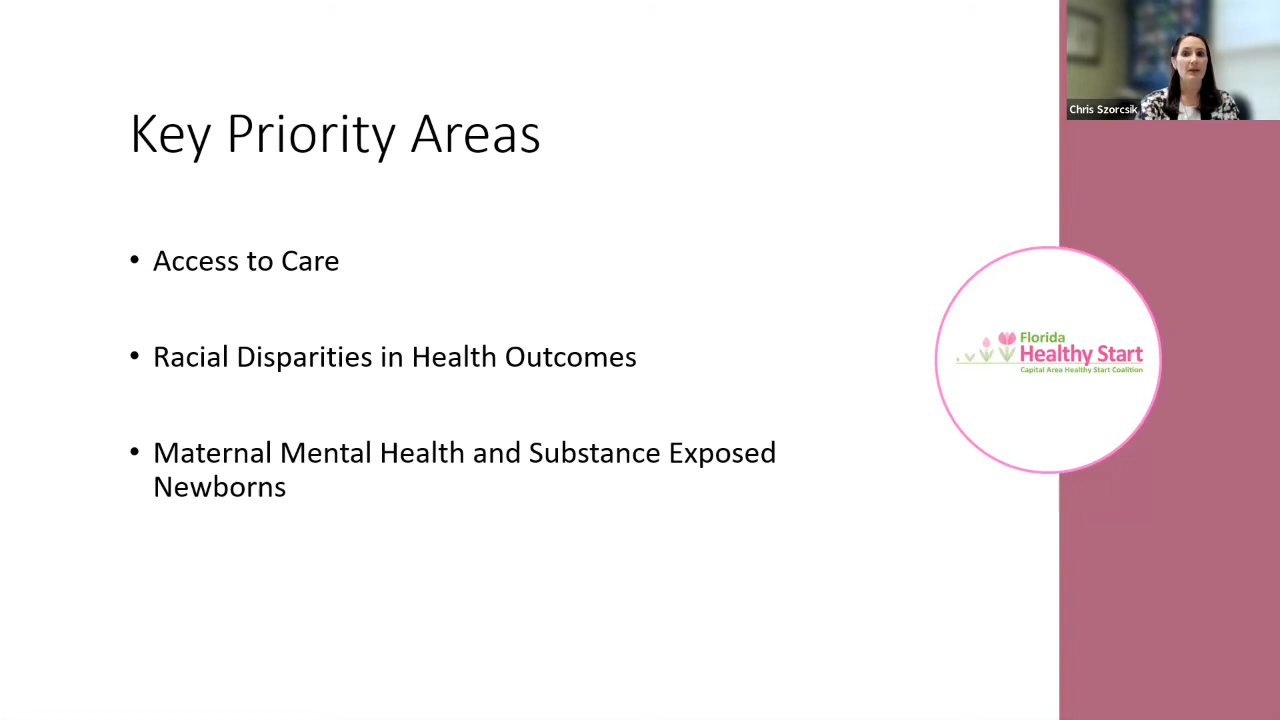 Key Priority Areas
• Access to Care
• Racial Disparities in Health Outcomes
• Maternal Mental Health and Substance Exposed
Newborns
Chris Szorcsik
Florida
Healthy Start
Capital Area Healthy Start Coalition